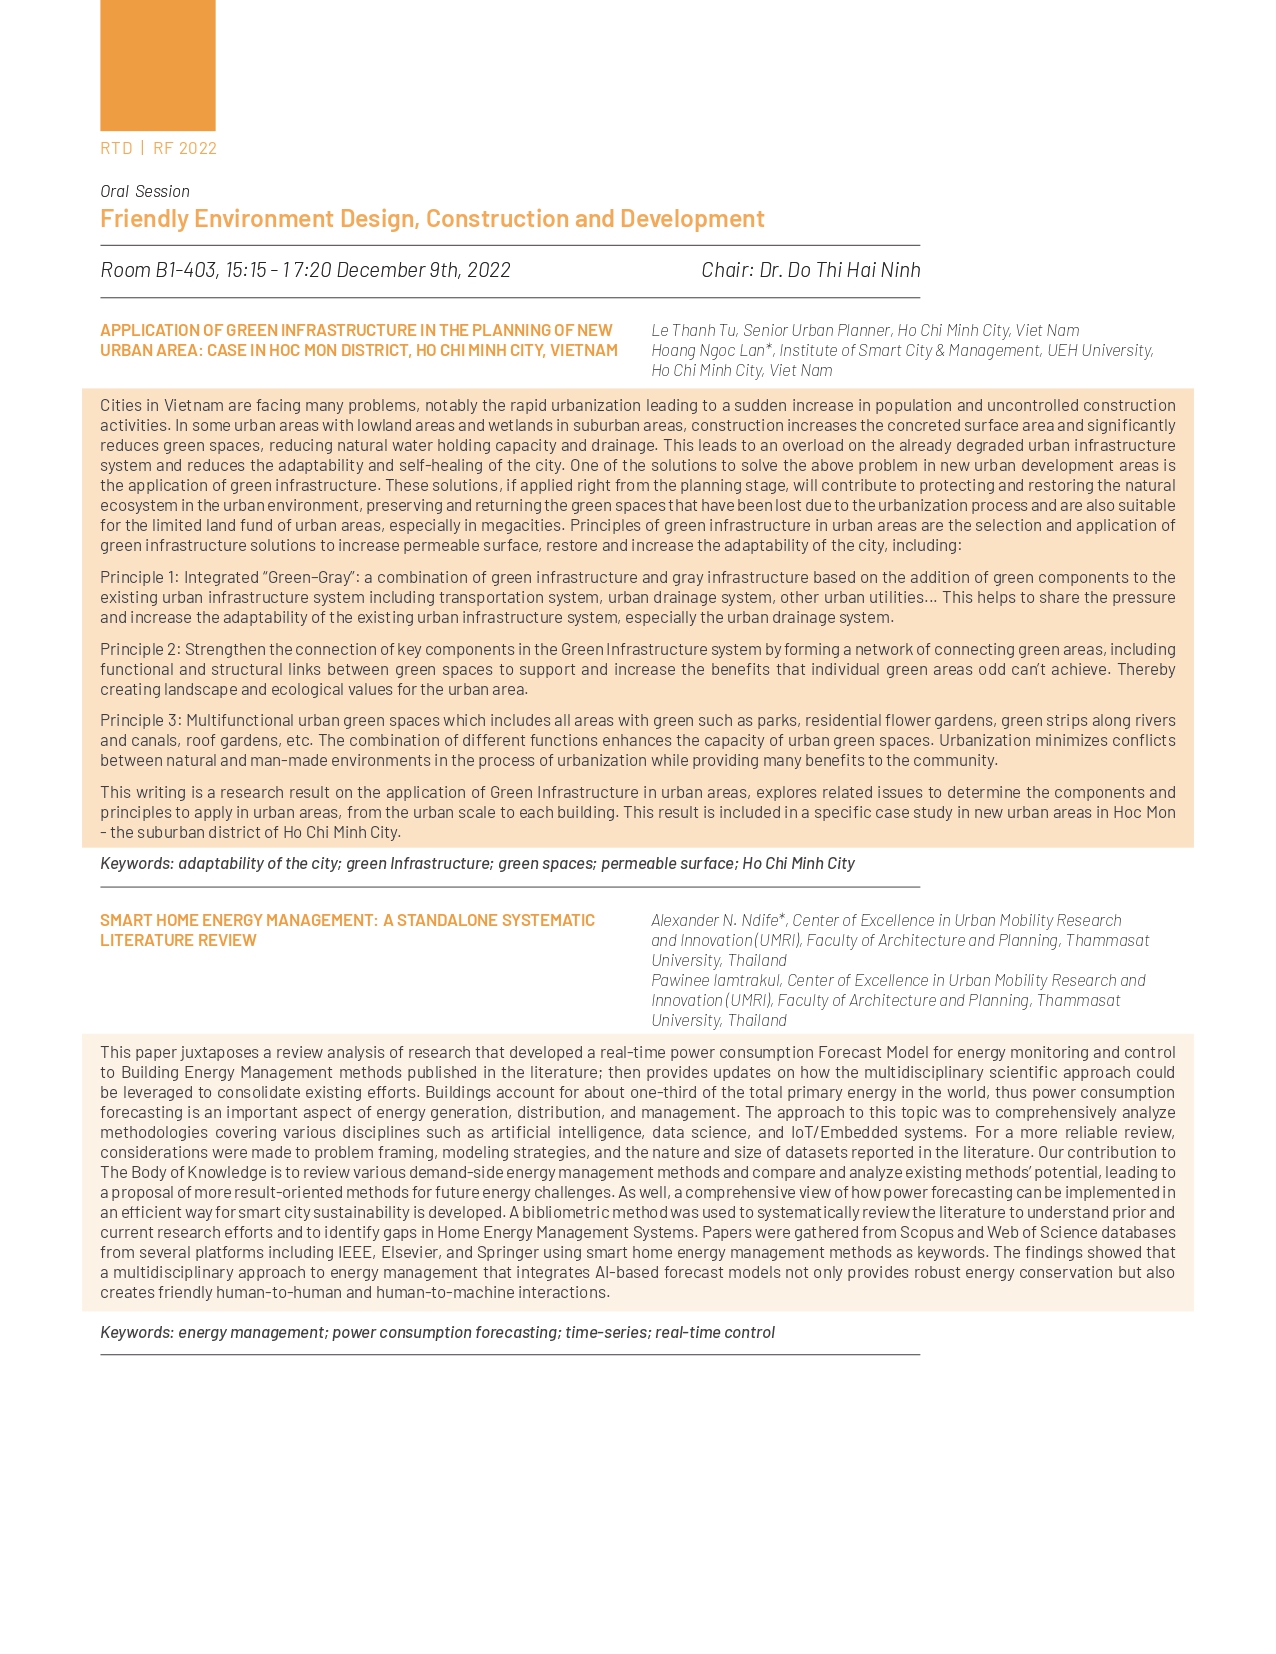 RTD | RF 2022
Oral Session
Friendly Environment Design, Construction and Development
Room B1-403, 15:15 - 1 7:20 December 9th, 2022
Chair: Dr. Do Thi Hai Ninh
APPLICATION OF GREEN INFRASTRUCTURE IN THE PLANNING OF NEW
URBAN AREA: CASE IN HOC MON DISTRICT, HO CHI MINH CITY, VIETNAM
Le Thanh Tu, Senior Urban Planner, Ho Chi Minh City, Viet Nam
Hoang Ngoc Lan*, Institute of Smart City & Management, UEH University,
Ho Chi Minh City, Viet Nam
Cities in Vietnam are facing many problems, notably the rapid urbanization leading to a sudden increase in population and uncontrolled construction
activities. In some urban areas with lowland areas and wetlands in suburban areas, construction increases the concreted surface area and significantly
reduces green spaces, reducing natural water holding capacity and drainage. This leads to an overload on the already degraded urban infrastructure
system and reduces the adaptability and self-healing of the city. One of the solutions to solve the above problem in new urban development areas is
the application of green infrastructure. These solutions, if applied right from the planning stage, will contribute to protecting and restoring the natural
ecosystem in the urban environment, preserving and returning the green spaces that have been lost due to the urbanization process and are also suitable
for the limited land fund of urban areas, especially in megacities. Principles of green infrastructure in urban areas are the selection and application of
green infrastructure solutions to increase permeable surface, restore and increase the adaptability of the city, including:
Principle 1: Integrated “Green–Gray”: a combination of green infrastructure and gray infrastructure based on the addition of green components to the
existing urban infrastructure system including transportation system, urban drainage system, other urban utilities... This helps to share the pressure
and increase the adaptability of the existing urban infrastructure system, especially the urban drainage system.
Principle 2: Strengthen the connection of key components in the Green Infrastructure system by forming a network of connecting green areas, including
functional and structural links between green spaces to support and increase the benefits that individual green areas odd can’t achieve. Thereby
creating landscape and ecological values for the urban area.
Principle 3: Multifunctional urban green spaces which includes all areas with green such as parks, residential flower gardens, green strips along rivers
and canals, roof gardens, etc. The combination of different functions enhances the capacity of urban green spaces. Urbanization minimizes conflicts
between natural and man-made environments in the process of urbanization while providing many benefits to the community.
This writing is a research result on the application of Green Infrastructure in urban areas, explores related issues to determine the components and
principles to apply in urban areas, from the urban scale to each building. This result is included in a specific case study in new urban areas in Hoc Mon
- the suburban district of Ho Chi Minh City.
Keywords: adaptability of the city; green Infrastructure; green spaces; permeable surface; Ho Chi Minh City
SMART HOME ENERGY MANAGEMENT: A STANDALONE SYSTEMATIC
LITERATURE REVIEW
Alexander N. Ndife*, Center of Excellence in Urban Mobility Research
and Innovation (UMRI), Faculty of Architecture and Planning, Thammasat
University, Thailand
Pawinee Iamtrakul, Center of Excellence in Urban Mobility Research and
Innovation (UMRI), Faculty of Architecture and Planning, Thammasat
University, Thailand
This paper juxtaposes a review analysis of research that developed a real-time power consumption Forecast Model for energy monitoring and control
to Building Energy Management methods published in the literature; then provides updates on how the multidisciplinary scientific approach could
be leveraged to consolidate existing efforts. Buildings account for about one-third of the total primary energy in the world, thus power consumption
forecasting is an important aspect of energy generation, distribution, and management. The approach to this topic was to comprehensively analyze
methodologies covering various disciplines such as artificial intelligence, data science, and IoT/Embedded systems. For a more reliable review,
considerations were made to problem framing, modeling strategies, and the nature and size of datasets reported in the literature. Our contribution to
The Body of Knowledge is to review various demand-side energy management methods and compare and analyze existing methods’ potential, leading to
a proposal of more result-oriented methods for future energy challenges. As well, a comprehensive view of how power forecasting can be implemented in
an efficient way for smart city sustainability is developed. A bibliometric method was used to systematically review the literature to understand prior and
current research efforts and to identify gaps in Home Energy Management Systems. Papers were gathered from Scopus and Web of Science databases
from several platforms including IEEE, Elsevier, and Springer using smart home energy management methods as keywords. The findings showed that
a multidisciplinary approach to energy management that integrates AI-based forecast models not only provides robust energy conservation but also
creates friendly human-to-human and human-to-machine interactions.
Keywords: energy management; power consumption forecasting; time-series; real-time control